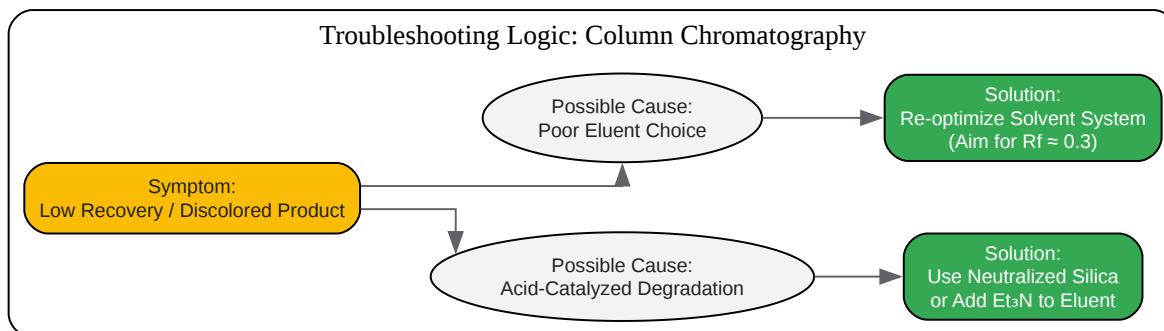 Troubleshooting Logic: Column Chromatography
Symptom:
Low Recovery / Discolored Product
Possible Cause:
Poor Eluent Choice
Solution:
Re-optimize Solvent System
(Aim for Rf ≈ 0.3)
Possible Cause:
Acid-Catalyzed Degradation
Solution:
Use Neutralized Silica
or Add Et₃N to Eluent